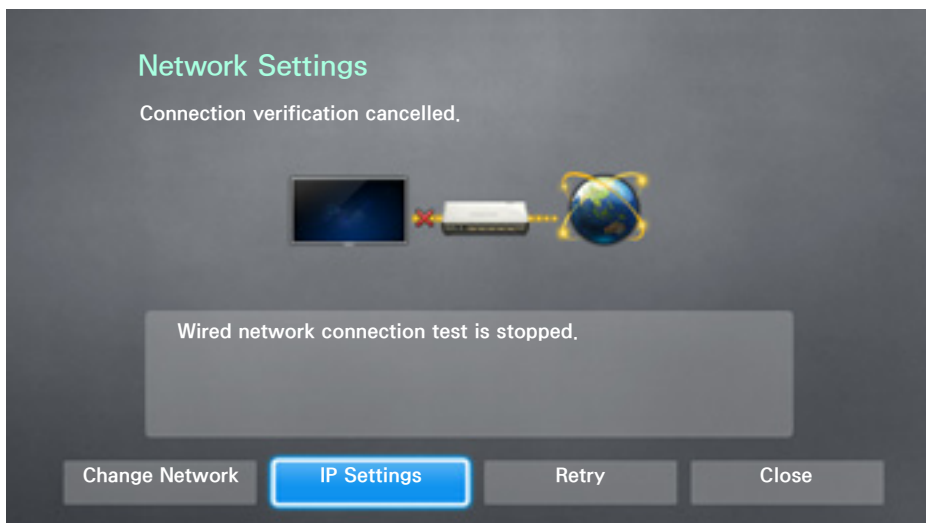 Network Settings
Connection verification cancelled.
Wired network connection test is stopped.
Change Network
IP Settings
Retry
Close